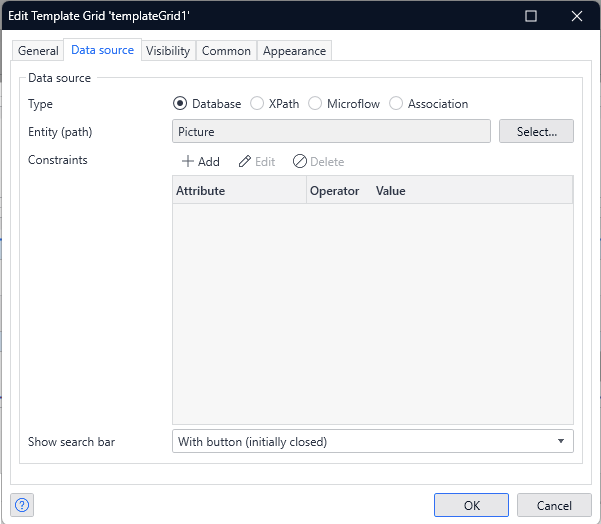 Edit Template Grid 'templateGrid1'
General Data source Visibility Common Appearance
Data source
Type Database XPath Microflow Association
Entity (path) Picture Select...
Constraints Add Edit Delete
Attribute Operator Value
Show search bar With button (initially closed)
? OK Cancel